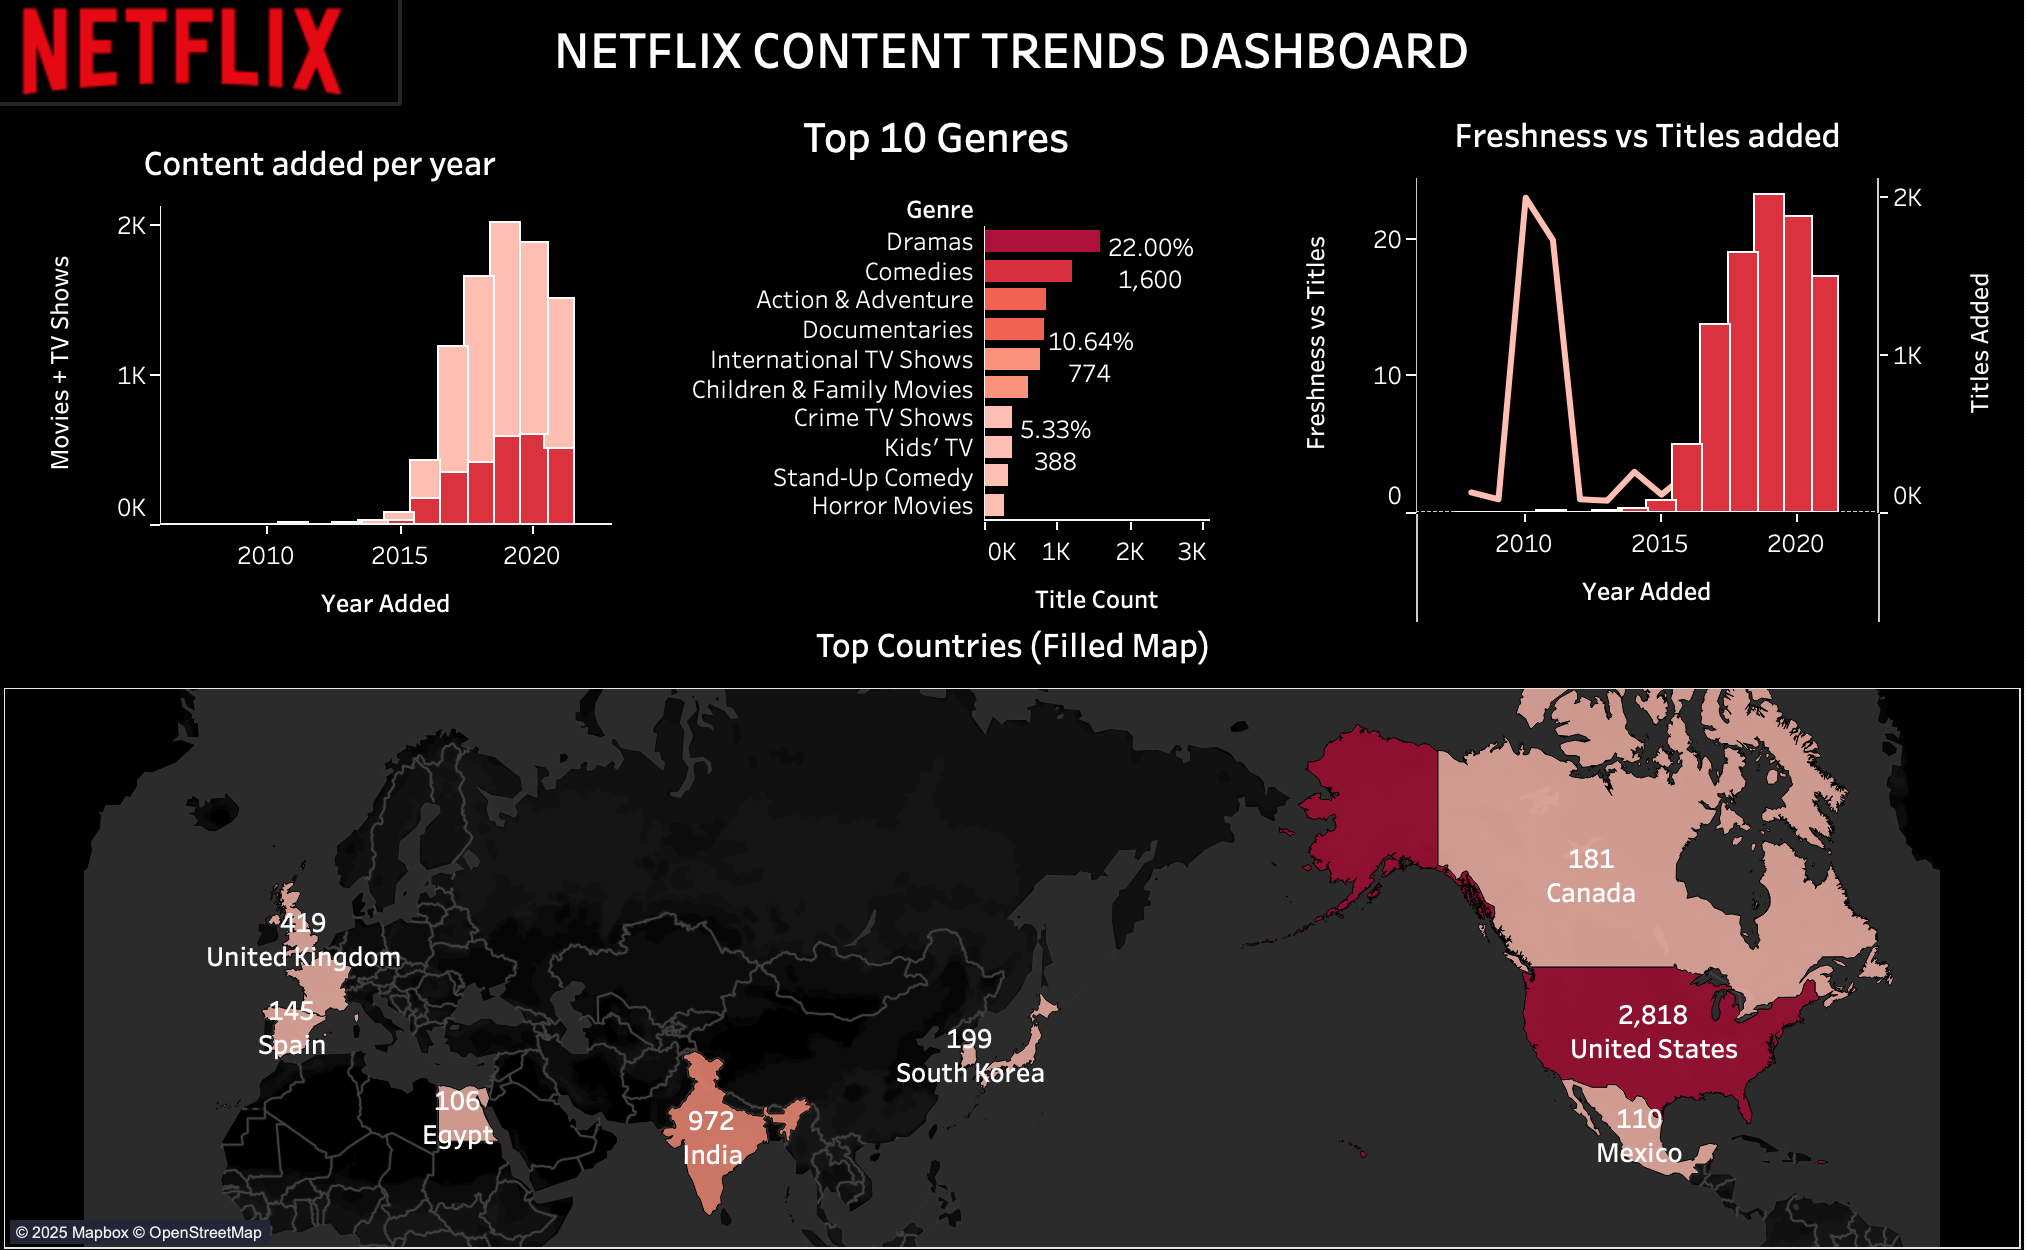 NETFLIX
NETFLIX CONTENT TRENDS DASHBOARD
Content added per year
Movies + TV Shows
2K
1K
0K
2010
2015
2020
Year Added
Top 10 Genres
Genre
Dramas
Comedies
Action & Adventure
Documentaries
International TV Shows
Children & Family Movies
Crime TV Shows
Kids' TV
Stand-Up Comedy
Horror Movies
22.00%
1,600
10.64%
774
5.33%
388
0K
1K
2K
3K
Title Count
Freshness vs Titles added
Freshness vs Titles
20
10
0
2K
1K
0K
Titles Added
2010
2015
2020
Year Added
Top Countries (Filled Map)
419
United Kingdom
145
Spain
106
Egypt
972
India
199
South Korea
181
Canada
2,818
United States
110
Mexico
© 2025 Mapbox © OpenStreetMap